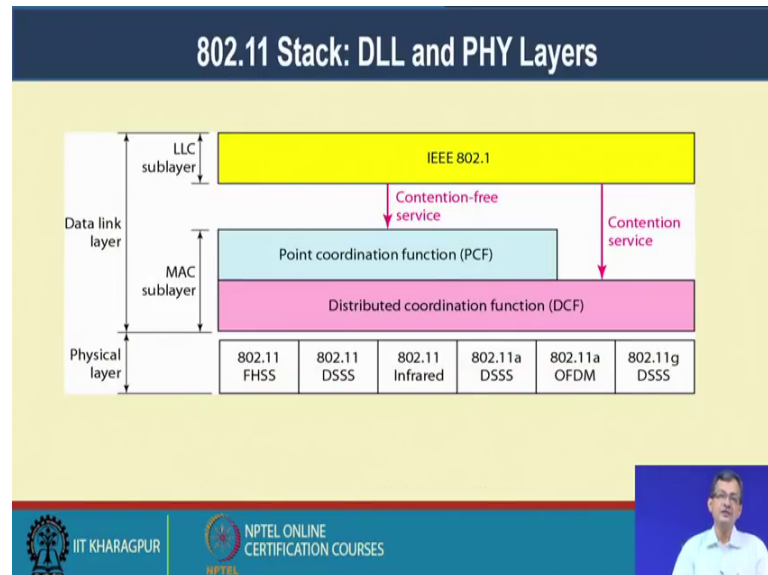 802.11 Stack: DLL and PHY Layers
LLC
sublayer
IEEE 802.1
Contention-free
service
Contention
service
Data link
layer
MAC
sublayer
Point coordination function (PCF)
Distributed coordination function (DCF)
Physical
layer
802.11
FHSS
802.11
DSSS
802.11
Infrared
802.11a
DSSS
802.11a
OFDM
802.11g
DSSS
IIT KHARAGPUR
NPTEL ONLINE
CERTIFICATION COURSES
NPTEL